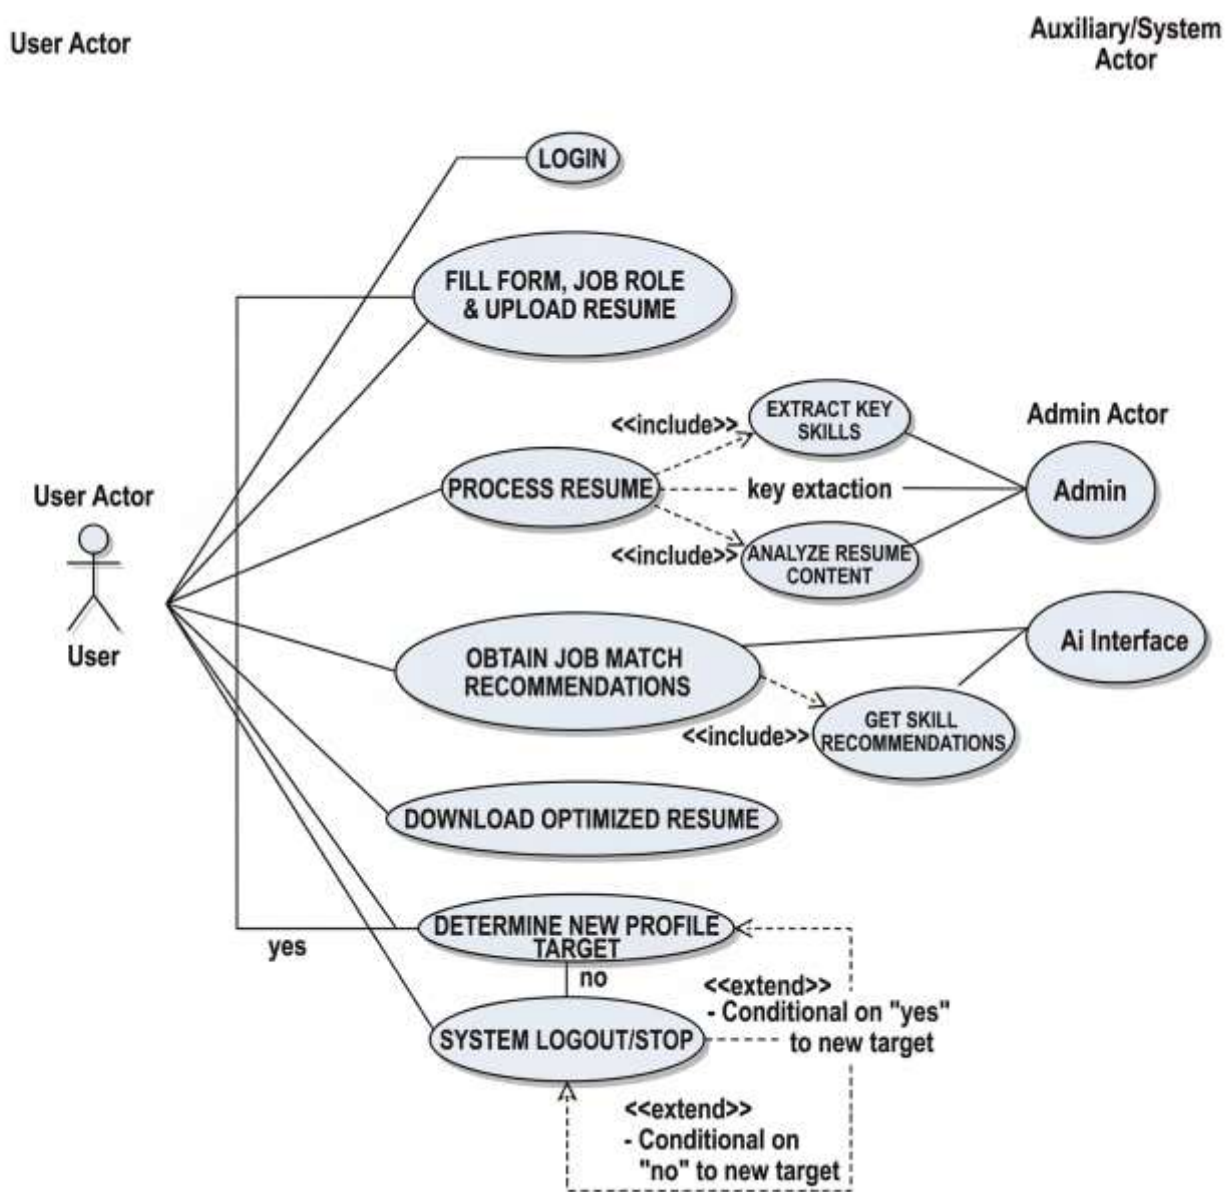 User Actor
Auxiliary/System
Actor
LOGIN
FILL FORM, JOB ROLE
& UPLOAD RESUME
<<include>>
EXTRACT KEY
SKILLS
Admin Actor
PROCESS RESUME
key extaction
Admin
User Actor
<<include>>
ANALYZE RESUME
CONTENT
User
OBTAIN JOB MATCH
RECOMMENDATIONS
Ai Interface
<<include>>
GET SKILL
RECOMMENDATIONS
DOWNLOAD OPTIMIZED RESUME
DETERMINE NEW PROFILE
TARGET
yes
no
<<extend>>
- Conditional on "yes"
to new target
SYSTEM LOGOUT/STOP
<<extend>>
- Conditional on
"no" to new target